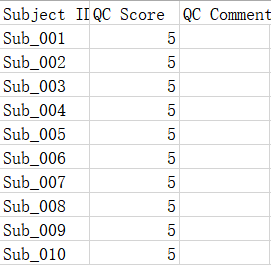 Subject ID QC Score QC Comment
Sub_001 5
Sub_002 5
Sub_003 5
Sub_004 5
Sub_005 5
Sub_006 5
Sub_007 5
Sub_008 5
Sub_009 5
Sub_010 5